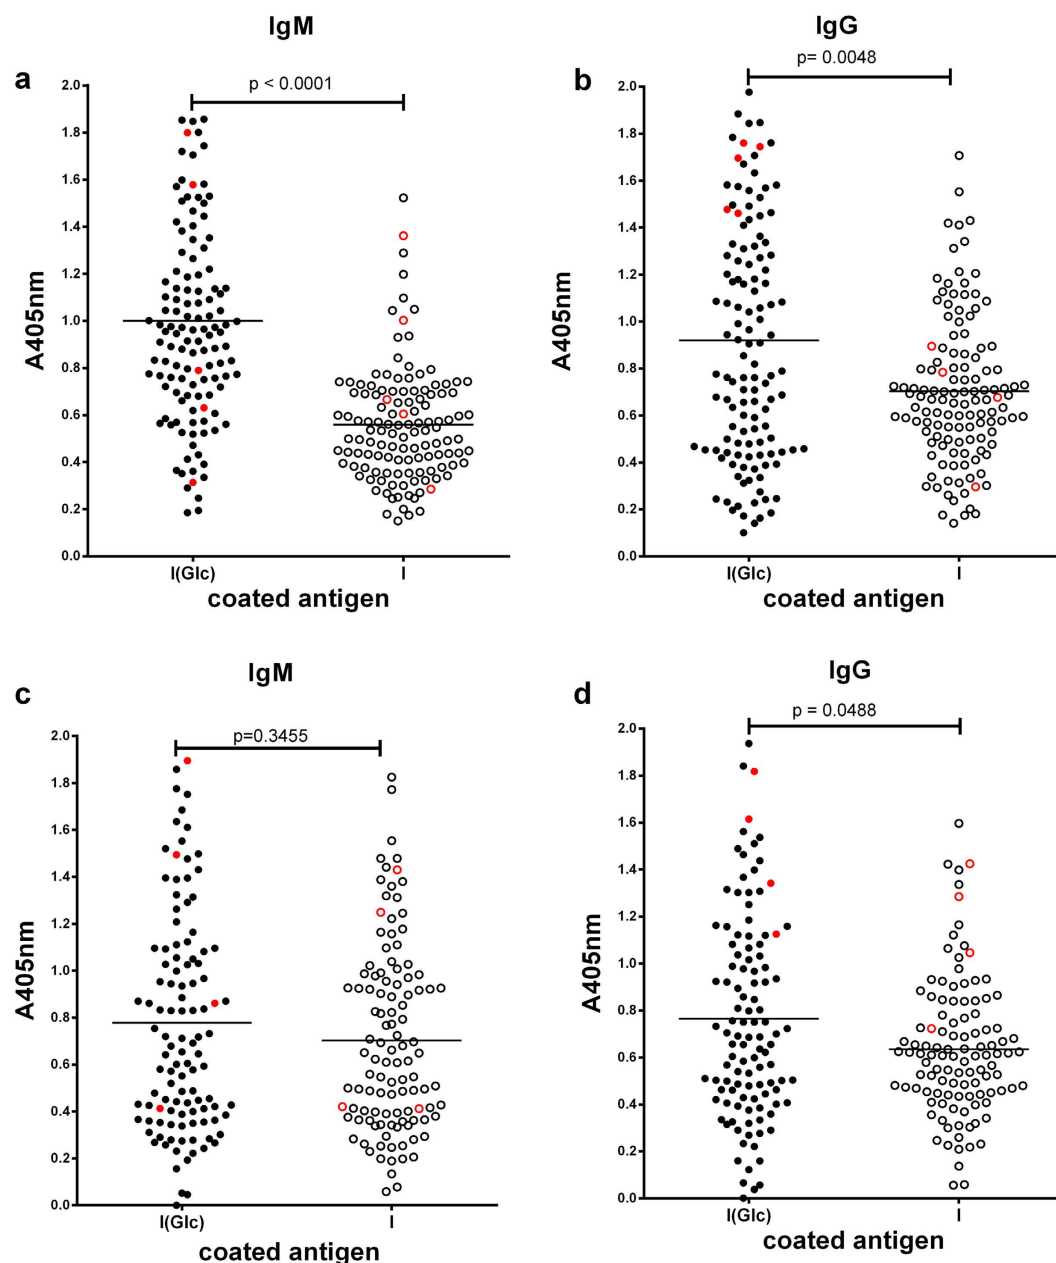 IgM
a
p < 0.0001
2.0
1.8
1.6
1.4
1.2
1.0
0.8
0.6
0.4
0.2
0.0
A405nm
I(Glc)
I
coated antigen
IgG
b
p= 0.0048
2.0
1.8
1.6
1.4
1.2
1.0
0.8
0.6
0.4
0.2
0.0
A405nm
I(Glc)
I
coated antigen
IgM
c
p=0.3455
2.0
1.8
1.6
1.4
1.2
1.0
0.8
0.6
0.4
0.2
0.0
A405nm
I(Glc)
I
coated antigen
IgG
d
p = 0.0488
2.0
1.8
1.6
1.4
1.2
1.0
0.8
0.6
0.4
0.2
0.0
A405nm
I(Glc)
I
coated antigen